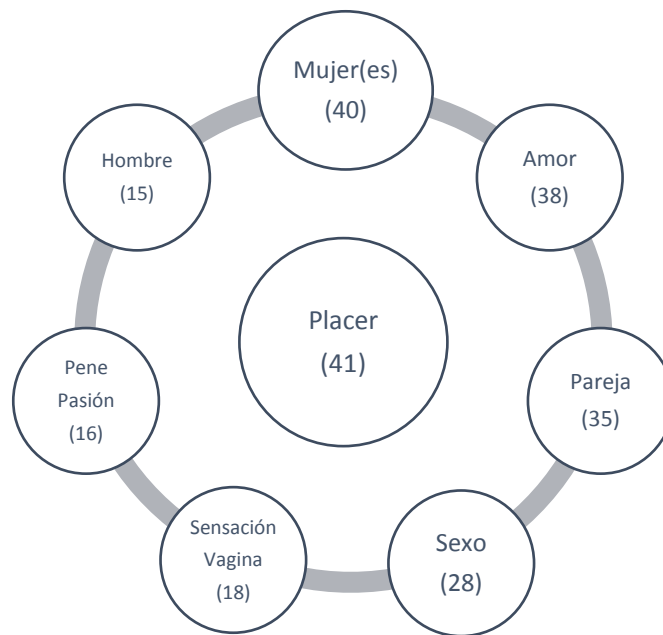 Mujer(es)
(40)
Amor
(38)
Pareja
(35)
Sexo
(28)
Sensación
Vagina
(18)
Pene
Pasión
(16)
Hombre
(15)
Placer
(41)